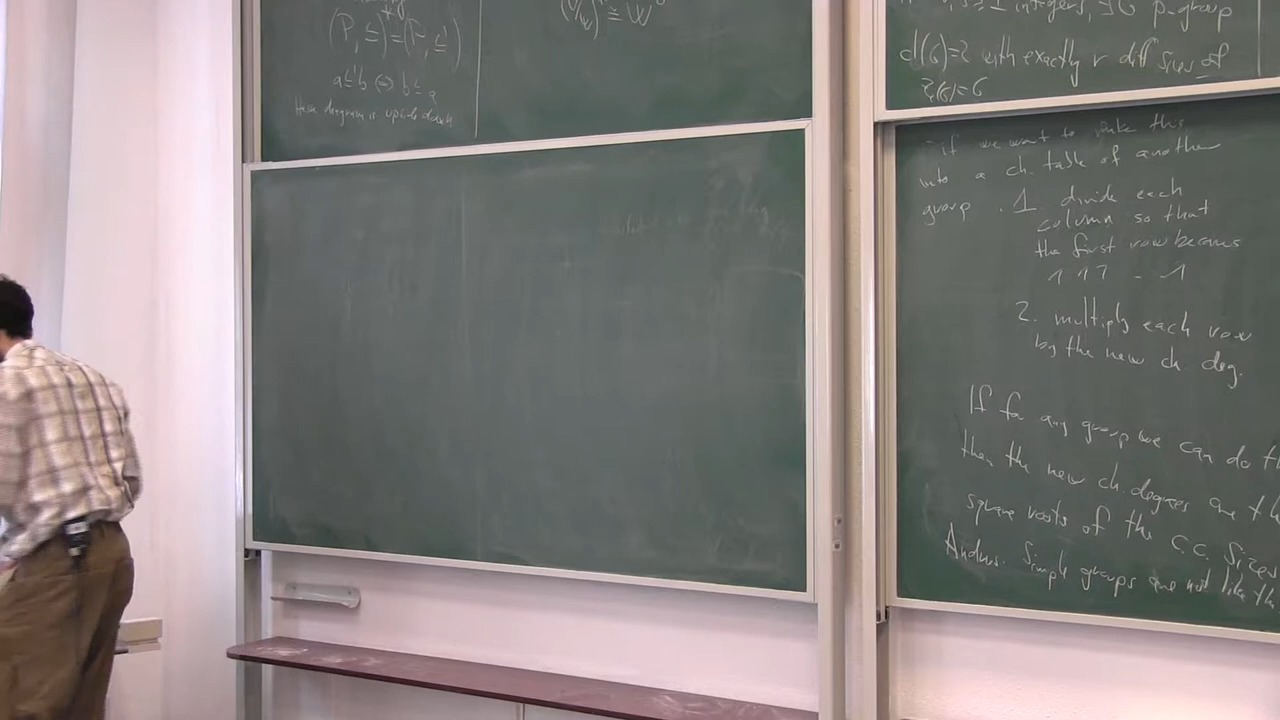 (P, ≤) = (P, ≤')
a ≤' b ⇔ b ≤ a
Hasse diagram is upside down
≅ W
≥ 1 integers, ∃ G p-group
d(G)=2 with exactly r diff sizes of
if we want to make this
into a ch. table of another
group . 1 divide each
column so that
the first row becomes
1 1 1 - - 1
2. multiply each row
by the new ch. deg.
If for any group we can do
then the new ch. degrees are
square roots of the c.c. sizes
Andrus. Simple groups are not like